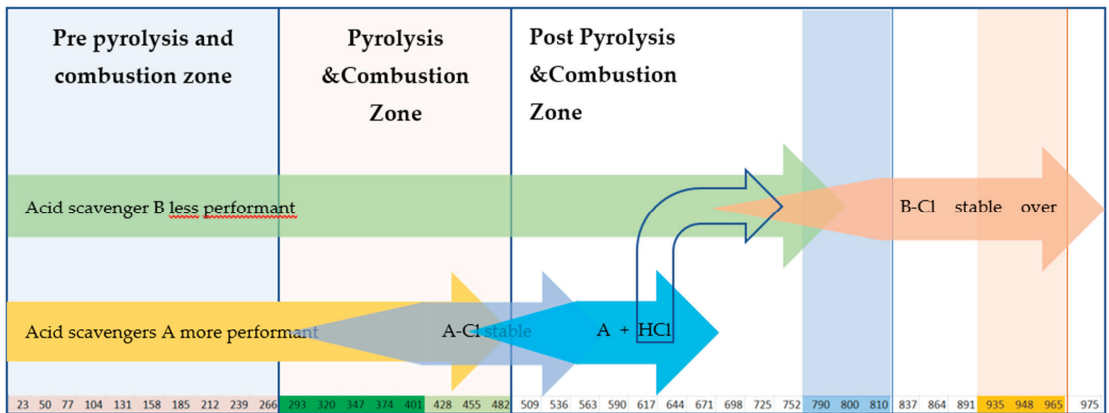 Pre pyrolysis and
combustion zone
Pyrolysis
&Combustion
Zone
Post Pyrolysis
&Combustion
Zone
Acid scavenger B less performant
B-Cl stable over
Acid scavengers A more performant
A-Cl stable
A + HCl
23 50 77 104 131 158 185 212 239 266 293 320 347 374 401 428 455 482 509 536 563 590 617 644 671 698 725 752 790 800 810 837 864 891 935 948 965 975